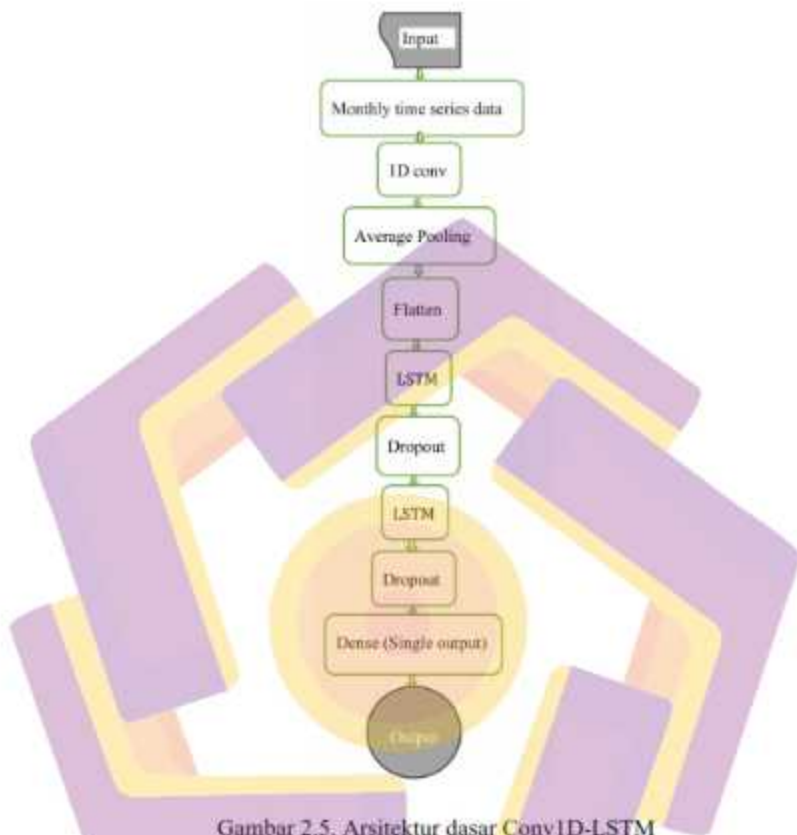 Input
Monthly time series data
1D conv
Average Pooling
Flatten
LSTM
Dropout
LSTM
Dropout
Dense (Single output)
Output
Gambar 2.5. Arsitektur dasar Conv1D-LSTM